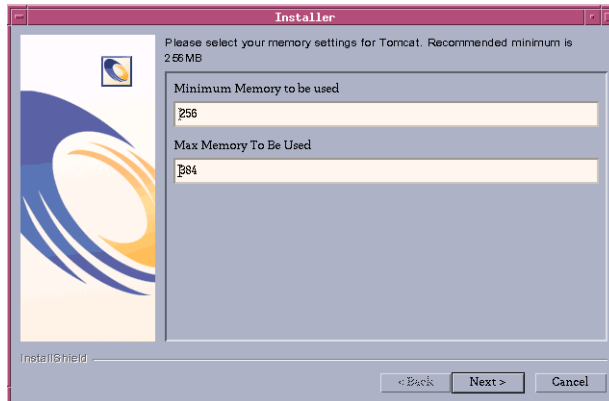 Installer
Please select your memory settings for Tomcat. Recommended minimum is
256MB
Minimum Memory to be used
256
Max Memory To Be Used
384
InstallShield
< Back Next > Cancel